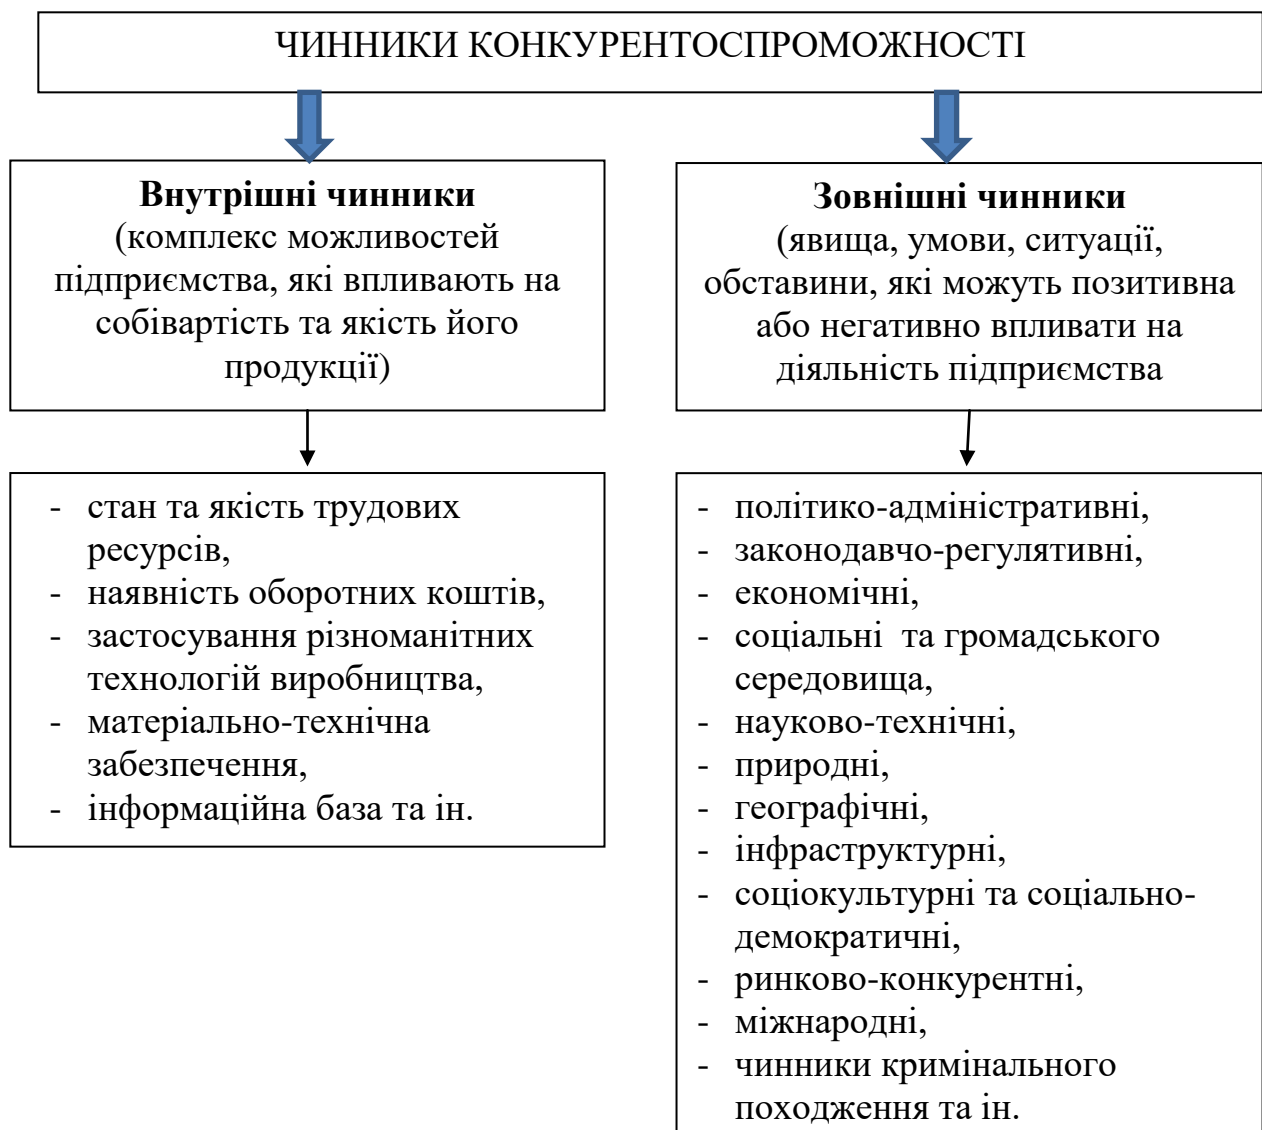 ЧИННИКИ КОНКУРЕНТОСПРОМОЖНОСТІ
Внутрішні чинники
(комплекс можливостей
підприємства, які впливають на
собівартість та якість його
продукції)
Зовнішні чинники
(явища, умови, ситуації,
обставини, які можуть позитивна
або негативно впливати на
діяльність підприємства
- стан та якість трудових
ресурсів,
- наявність оборотних коштів,
- застосування різноманітних
технологій виробництва,
- матеріально-технічна
забезпечення,
- інформаційна база та ін.
- політико-адміністративні,
- законодавчо-регулятивні,
- економічні,
- соціальні та громадського
середовища,
- науково-технічні,
- природні,
- географічні,
- інфраструктурні,
- соціокультурні та соціально-
демократичні,
- ринково-конкурентні,
- міжнародні,
- чинники кримінального
походження та ін.